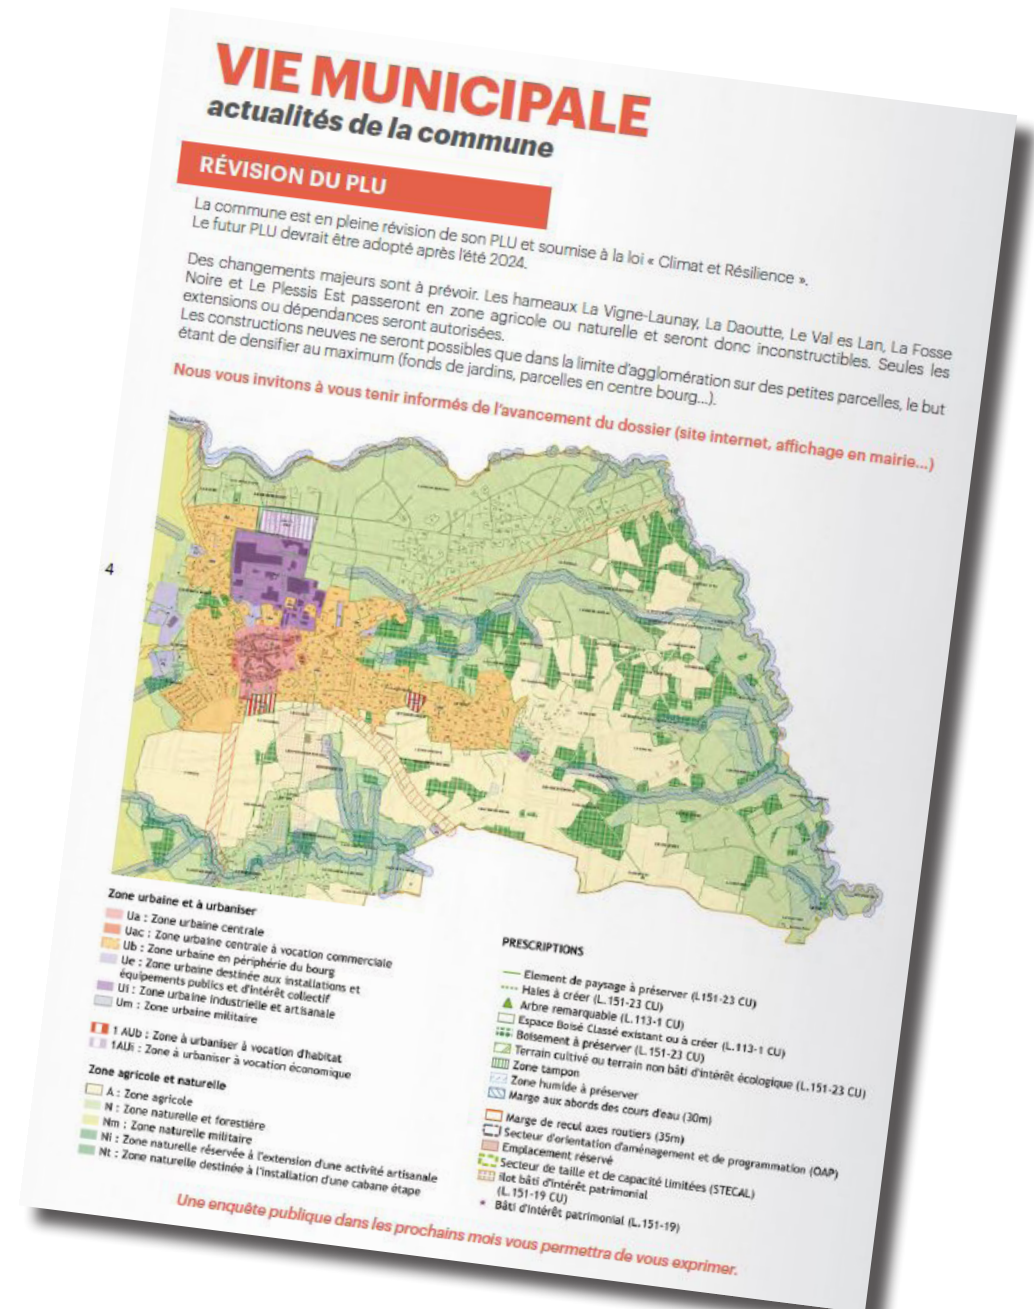 VIE MUNICIPALE
actualités de la commune
RÉVISION DU PLU
La commune est en pleine révision de son PLU et soumise à la loi « Climat et Résilience ».
Le futur PLU devrait être adopté après l'été 2024.
Des changements majeurs sont à prévoir. Les hameaux La Vigne-Launay, La Daoutte, Le Val es Lan, La Fosse
Noire et Le Plessis Est passeront en zone agricole ou naturelle et seront donc inconstructibles. Seules les
extensions ou dépendances seront autorisées.
Les constructions neuves ne seront possibles que dans la limite d'agglomération sur des petites parcelles, le but
étant de densifier au maximum (fonds de jardins, parcelles en centre bourg...).
Nous vous invitons à vous tenir informés de l'avancement du dossier (site internet, affichage en mairie...)
4
Zone urbaine et à urbaniser
Ua : Zone urbaine centrale
Uac : Zone urbaine centrale à vocation commerciale
Ub : Zone urbaine en périphérie du bourg
Ue : Zone urbaine destinée aux installations et
équipements publics et d'intérêt collectif
Ui : Zone urbaine industrielle et artisanale
Um : Zone urbaine militaire
1 AUb : Zone à urbaniser à vocation d'habitat
1AUi : Zone à urbaniser à vocation économique
Zone agricole et naturelle
A : Zone agricole
N : Zone naturelle et forestière
Nm : Zone naturelle militaire
Ni : Zone naturelle réservée à l'extension d'une activité artisanale
Nt : Zone naturelle destinée à l'installation d'une cabane étape
PRESCRIPTIONS
Element de paysage à préserver (L151-23 CU)
Haies à créer (L.151-23 CU)
Arbre remarquable (L.113-1 CU)
Espace Boisé Classé existant ou à créer (L.113-1 CU)
Boisement à préserver (L.151-23 CU)
Terrain cultivé ou terrain non bâti d'intérêt écologique (L.151-23 CU)
Zone tampon
Zone humide à préserver
Marge aux abords des cours d'eau (30m)
Marge de recul axes routiers (35m)
Secteur d'orientation d'aménagement et de programmation (OAP)
Emplacement réservé
Secteur de taille et de capacité limitées (STECAL)
Ilot bâti d'intérêt patrimonial
(L.151-19 CU)
Bâti d'intérêt patrimonial (L.151-19)
Une enquête publique dans les prochains mois vous permettra de vous exprimer.